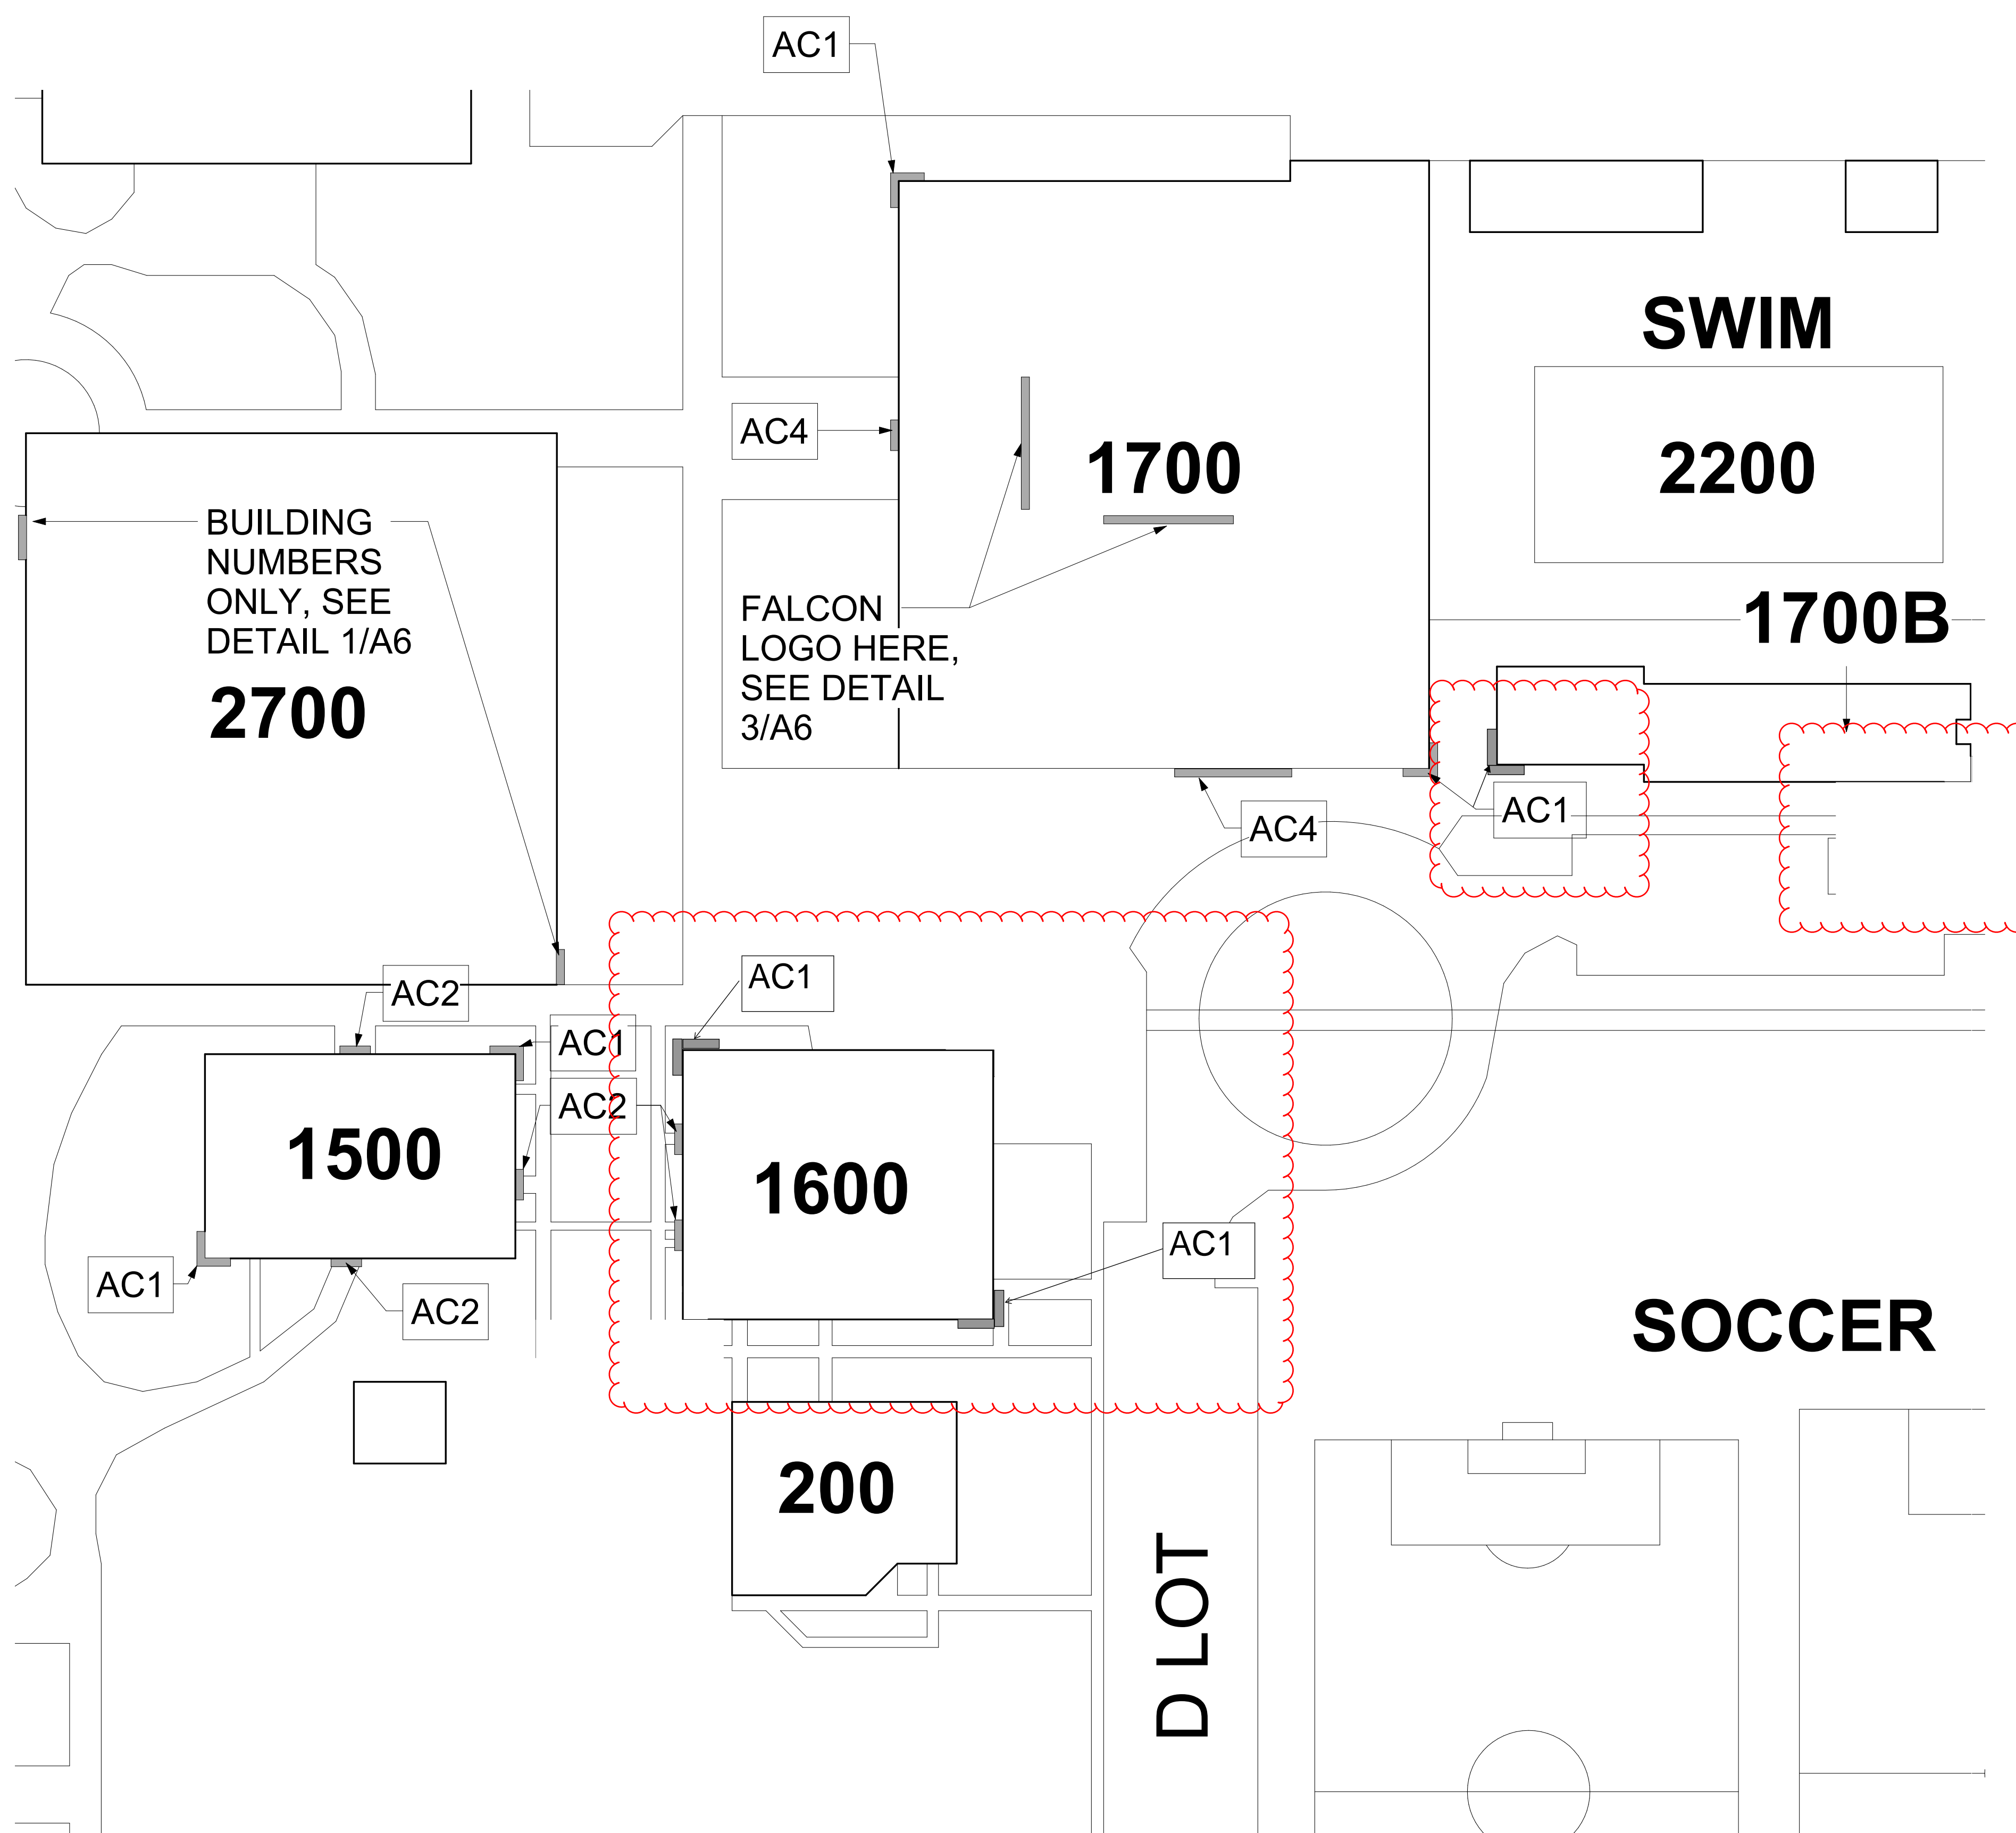 AC1
SWIM
AC4
1700
2200
BUILDING
NUMBERS
ONLY, SEE
DETAIL 1/A6
2700
FALCON
LOGO HERE,
SEE DETAIL
3/A6
1700B
AC1
AC4
AC2
AC1
AC1
AC2
1500
1600
AC1
AC1
AC2
SOCCER
200
D LOT